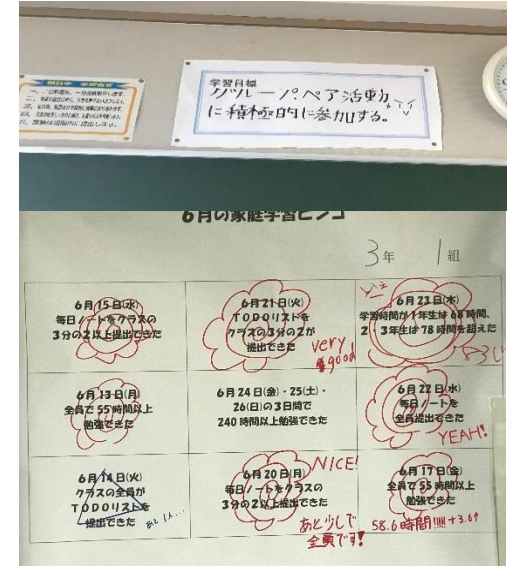 学習目標
グループ・ペア活動
に積極的に参加する。
6月の家庭学習ビンゴ
3年 1組
6月15日(水)
毎日ノートをクラスの
3分の2以上提出できた
6月21日(火)
TODOリストを
クラスの3分の2が
提出できた
very
good
6月23日(木)
学習時間が1年生は68時間、
2・3年生は78時間を超えた
6月13日(月)
全員で55時間以上
勉強できた
6月24日(金)・25(土)・
26(日)の3日間で
240時間以上勉強できた
6月22日(水)
毎日ノートを
全員提出できた
YEAH!
6月14日(火)
クラスの全員が
TODOリストを
提出できた
6月20日(月)
毎日ノートをクラスの
3分の2以上提出できた
NICE!
あと少しで
全員です!
6月17日(金)
全員で55時間以上
勉強できた
58.6時間!!!! +3.6↑